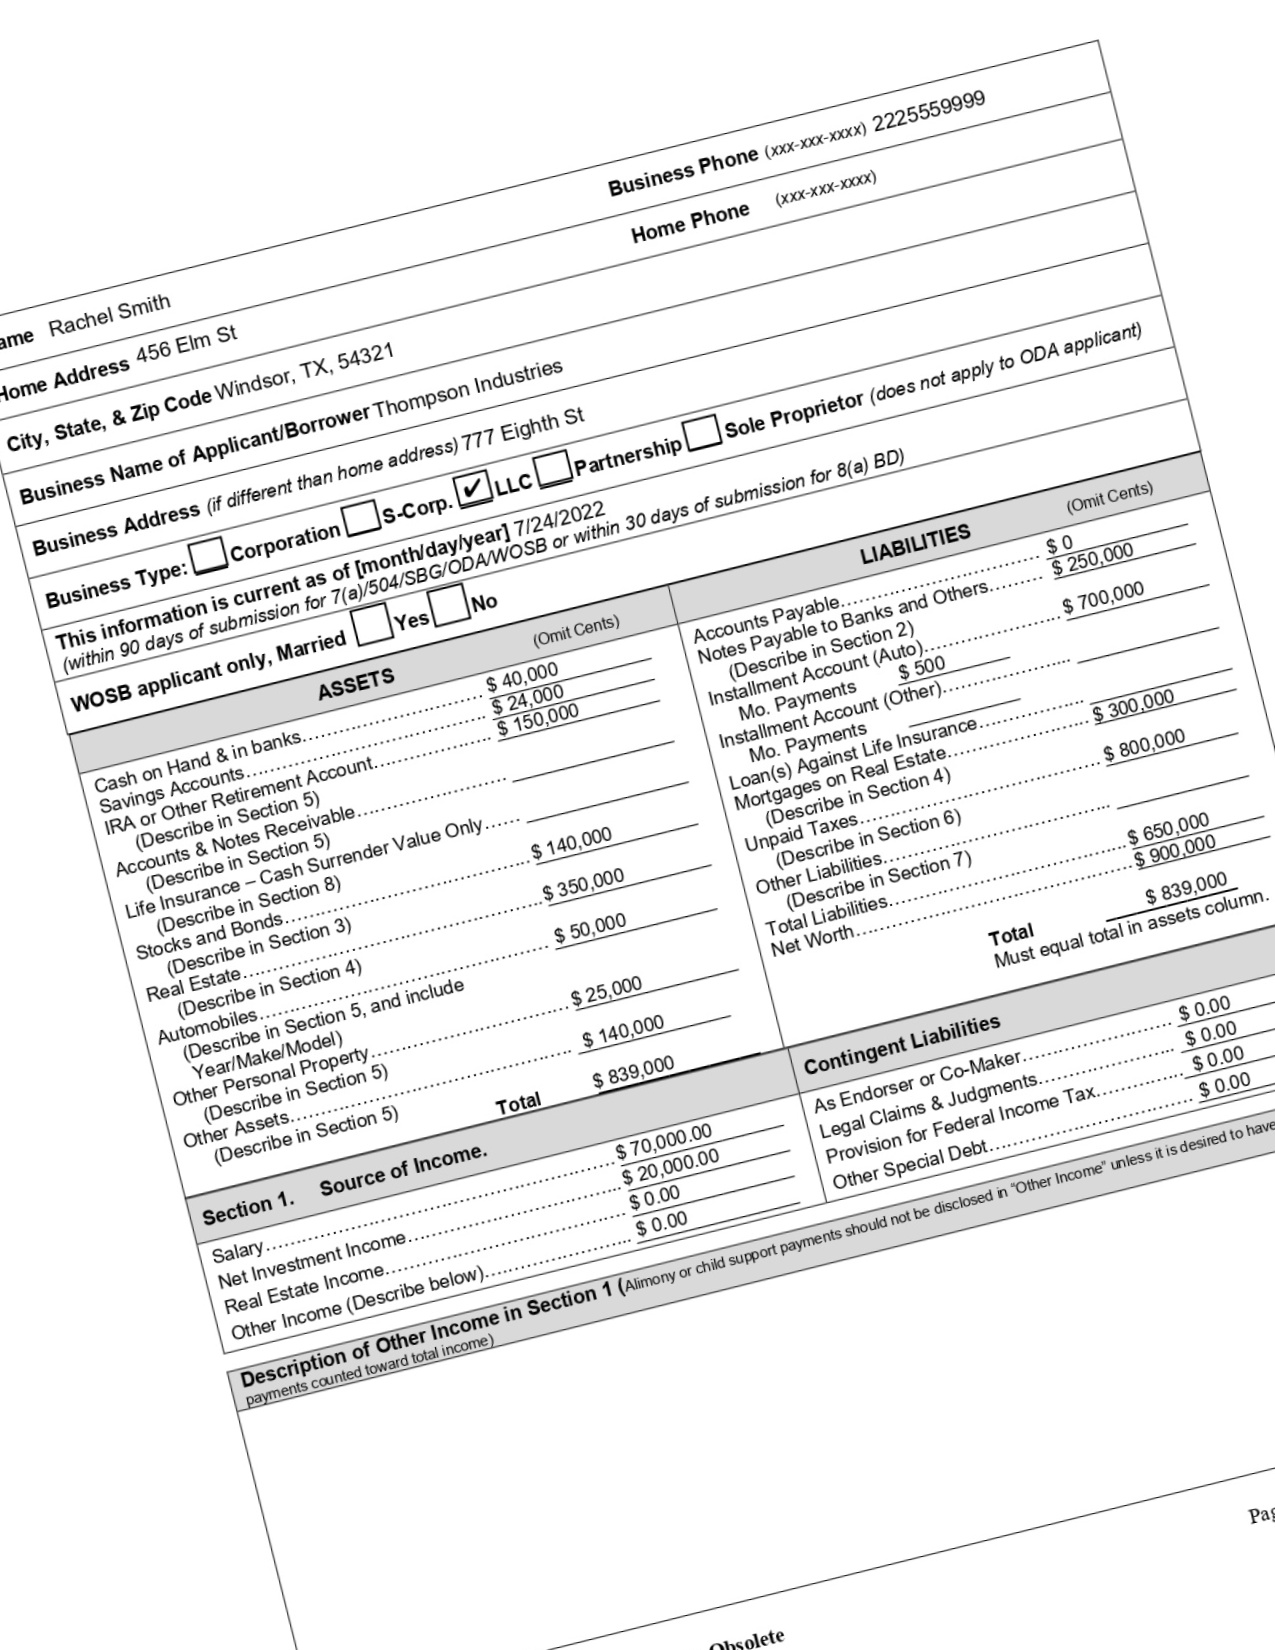 Business Phone (xxx-xxx-xxxx) 2225559999
Home Phone (xxx-xxx-xxxx)
ame Rachel Smith
Home Address 456 Elm St
City, State, & Zip Code Windsor, TX, 54321
Business Name of Applicant/Borrower Thompson Industries
Business Address (if different than home address) 777 Eighth St
Business Type: Corporation S-Corp. ✔ LLC Partnership Sole Proprietor (does not apply to ODA applicant)
This information is current as of [month/day/year] 7/24/2022
(within 90 days of submission for 7(a)/504/SBG/ODA/WOSB or within 30 days of submission for 8(a) BD)
WOSB applicant only, Married Yes No
ASSETS (Omit Cents)
Cash on Hand & in banks $ 40,000
Savings Accounts $ 24,000
IRA or Other Retirement Account $ 150,000
(Describe in Section 5)
Accounts & Notes Receivable
(Describe in Section 5)
Life Insurance – Cash Surrender Value Only
(Describe in Section 8)
Stocks and Bonds $ 140,000
(Describe in Section 3)
Real Estate $ 350,000
(Describe in Section 4)
Automobiles $ 50,000
(Describe in Section 5, and include
Year/Make/Model)
Other Personal Property $ 25,000
(Describe in Section 5)
Other Assets $ 140,000
(Describe in Section 5)
Total $ 839,000
LIABILITIES (Omit Cents)
Accounts Payable $ 0
Notes Payable to Banks and Others $ 250,000
(Describe in Section 2)
Installment Account (Auto) $ 700,000
Mo. Payments $ 500
Installment Account (Other)
Mo. Payments
Loan(s) Against Life Insurance
Mortgages on Real Estate $ 300,000
(Describe in Section 4)
Unpaid Taxes $ 800,000
(Describe in Section 6)
Other Liabilities
(Describe in Section 7)
Total Liabilities $ 650,000
Net Worth $ 900,000
Total $ 839,000
Must equal total in assets column.
Section 1. Source of Income.
Salary $ 70,000.00
Net Investment Income $ 20,000.00
Real Estate Income $ 0.00
Other Income (Describe below) $ 0.00
Contingent Liabilities
As Endorser or Co-Maker $ 0.00
Legal Claims & Judgments $ 0.00
Provision for Federal Income Tax $ 0.00
Other Special Debt $ 0.00
Description of Other Income in Section 1 (Alimony or child support payments should not be disclosed in “Other Income” unless it is desired to have
payments counted toward total income)
Pag
Obsolete